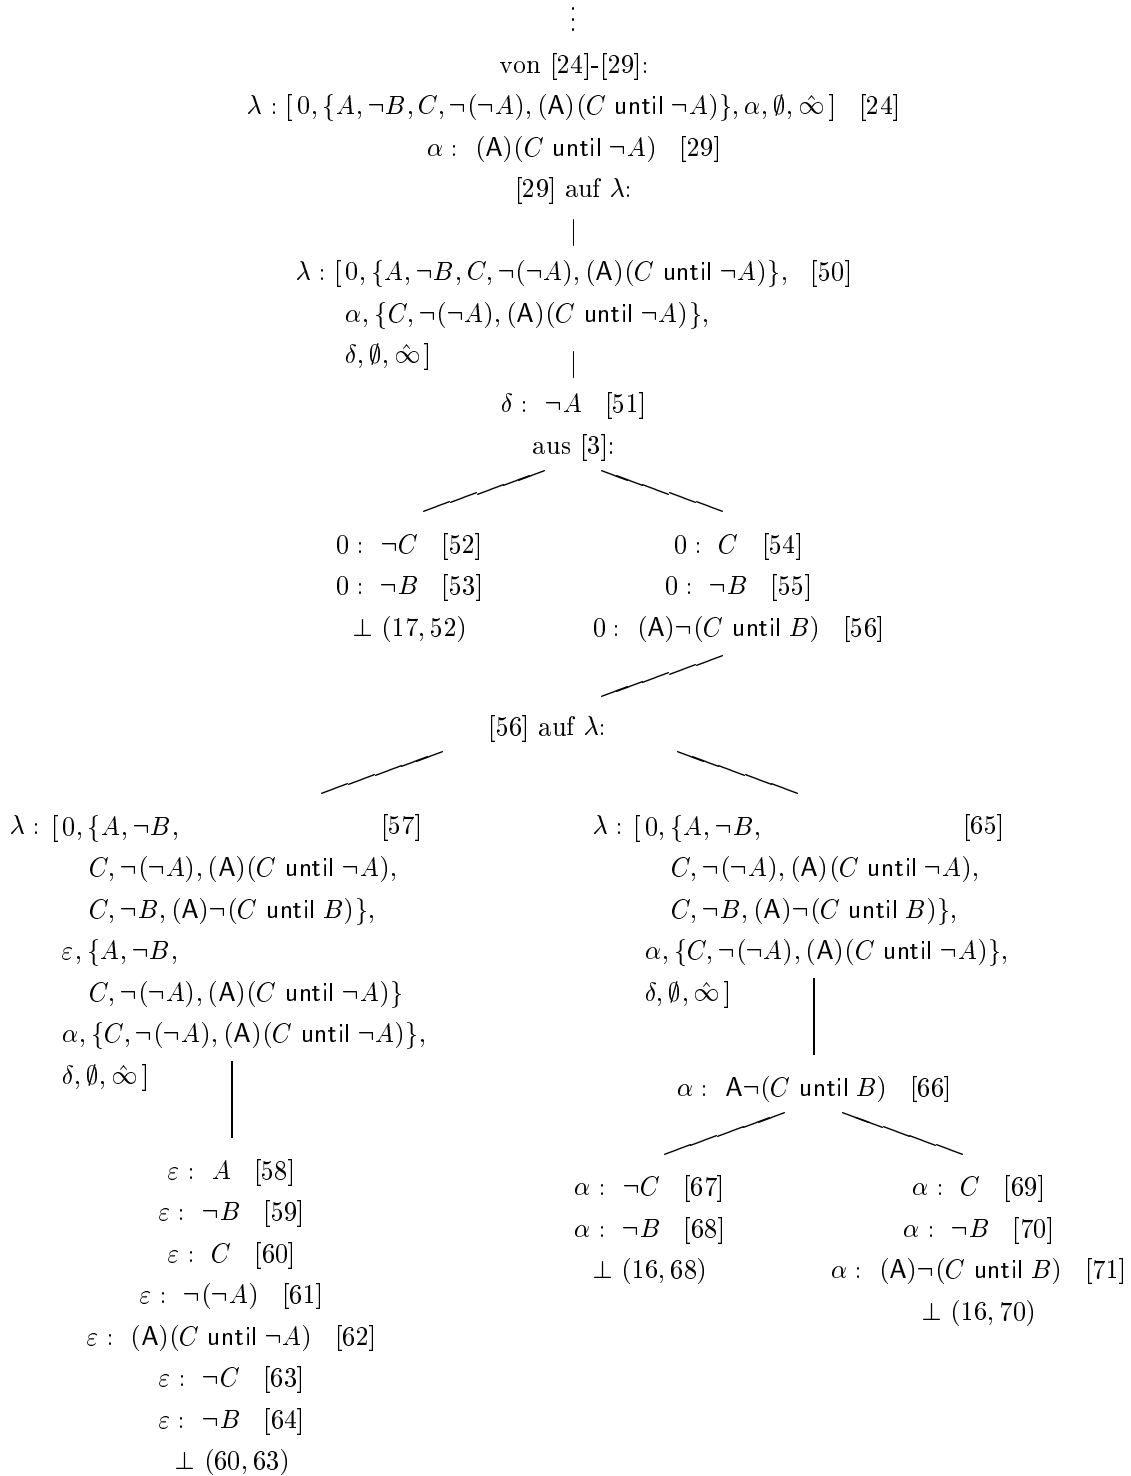 ⋮
von [24]-[29]:
λ : [ 0, {A, ¬B, C, ¬(¬A), (A)(C until ¬A)}, α, ∅, ∞̂ ] [24]
α : (A)(C until ¬A) [29]
[29] auf λ:
λ : [ 0, {A, ¬B, C, ¬(¬A), (A)(C until ¬A)}, [50]
α, {C, ¬(¬A), (A)(C until ¬A)},
δ, ∅, ∞̂ ]
δ : ¬A [51]
aus [3]:
0 : ¬C [52]
0 : ¬B [53]
⊥ (17, 52)
0 : C [54]
0 : ¬B [55]
0 : (A)¬(C until B) [56]
[56] auf λ:
λ : [ 0, {A, ¬B, [57]
C, ¬(¬A), (A)(C until ¬A),
C, ¬B, (A)¬(C until B)},
ε, {A, ¬B,
C, ¬(¬A), (A)(C until ¬A)}
α, {C, ¬(¬A), (A)(C until ¬A)},
δ, ∅, ∞̂ ]
ε : A [58]
ε : ¬B [59]
ε : C [60]
ε : ¬(¬A) [61]
ε : (A)(C until ¬A) [62]
ε : ¬C [63]
ε : ¬B [64]
⊥ (60, 63)
λ : [ 0, {A, ¬B, [65]
C, ¬(¬A), (A)(C until ¬A),
C, ¬B, (A)¬(C until B)},
α, {C, ¬(¬A), (A)(C until ¬A)},
δ, ∅, ∞̂ ]
α : A¬(C until B) [66]
α : ¬C [67]
α : ¬B [68]
⊥ (16, 68)
α : C [69]
α : ¬B [70]
α : (A)¬(C until B) [71]
⊥ (16, 70)